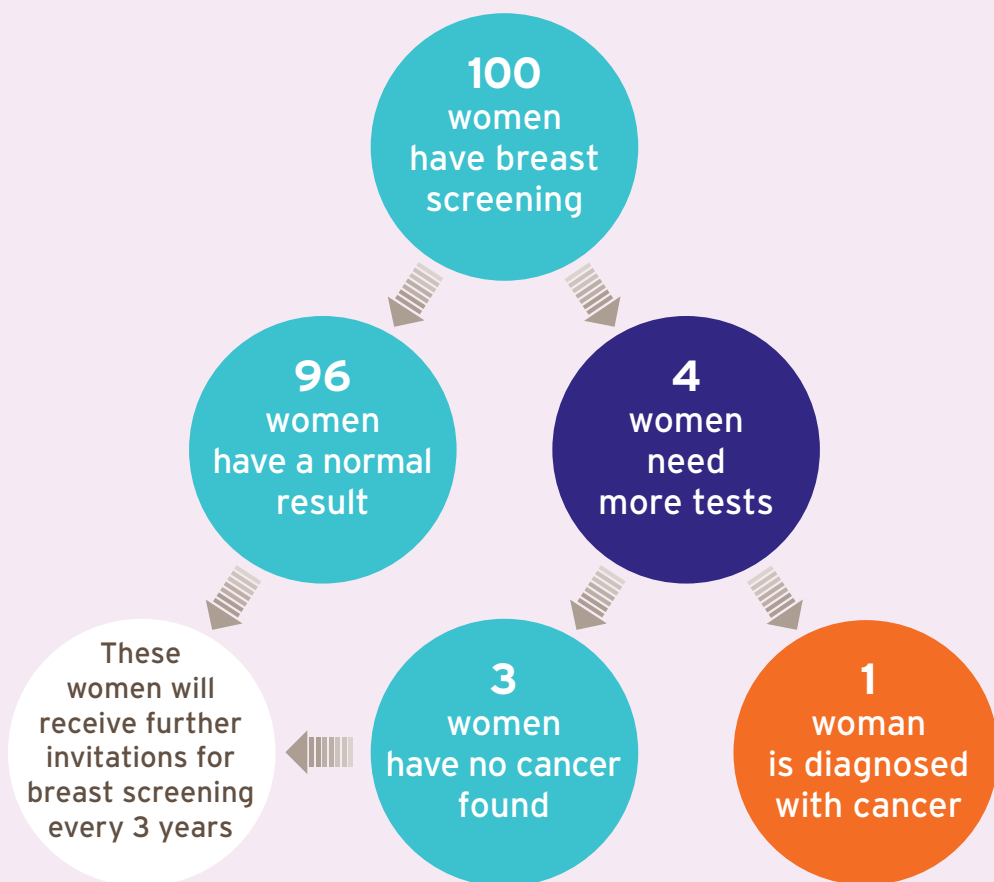 100
women
have breast
screening
96
women
have a normal
result
4
women
need
more tests
These
women will
receive further
invitations for
breast screening
every 3 years
3
women
have no cancer
found
1
woman
is diagnosed
with cancer